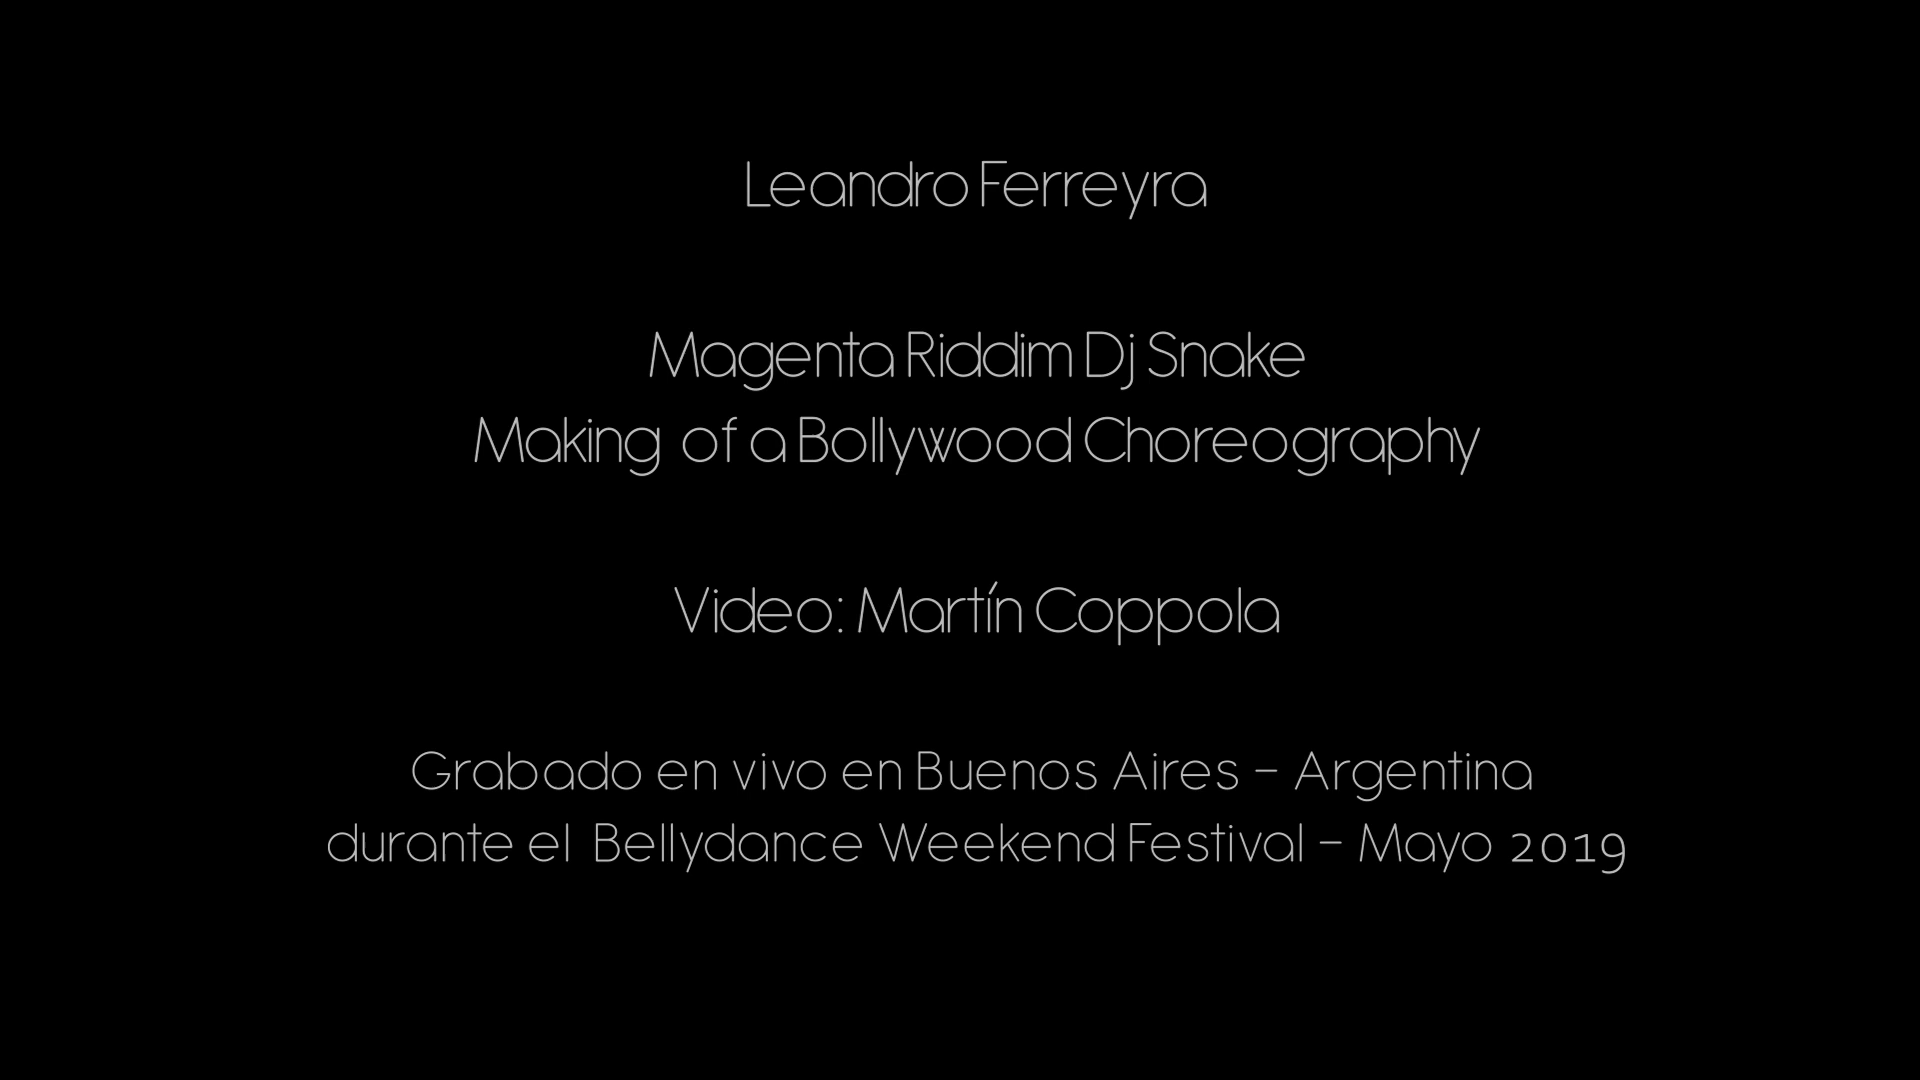 Leandro Ferreyra
Magenta Riddim Dj Snake
Making of a Bollywood Choreography
Video: Martín Coppola
Grabado en vivo en Buenos Aires - Argentina
durante el Bellydance Weekend Festival - Mayo 2019